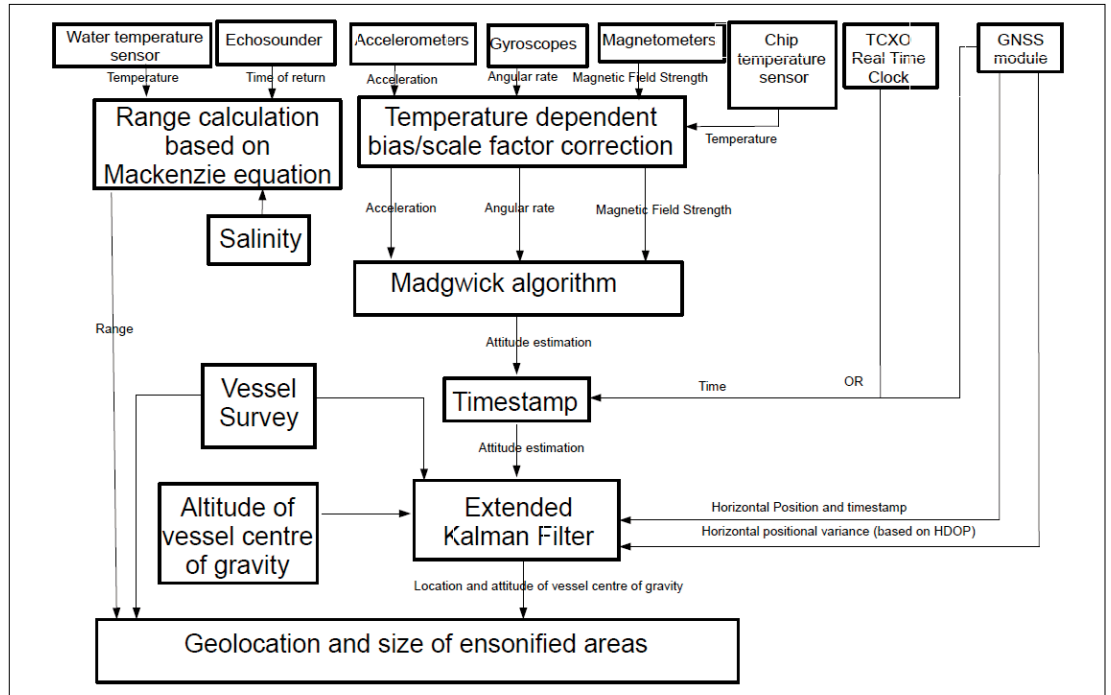 Water temperature
sensor
Echosounder
Accelerometers
Gyroscopes
Magnetometers
Chip
temperature
sensor
TCXO
Real Time
Clock
GNSS
module
Temperature
Time of return
Acceleration
Angular rate
Magnetic Field Strength
Range calculation
based on
Mackenzie equation
Temperature dependent
bias/scale factor correction
Temperature
Salinity
Acceleration
Angular rate
Magnetic Field Strength
Madgwick algorithm
Range
Attitude estimation
Vessel
Survey
Timestamp
Time
OR
Attitude estimation
Altitude of
vessel centre
of gravity
Extended
Kalman Filter
Horizontal Position and timestamp
Horizontal positional variance (based on HDOP)
Location and attitude of vessel centre of gravity
Geolocation and size of ensonified areas